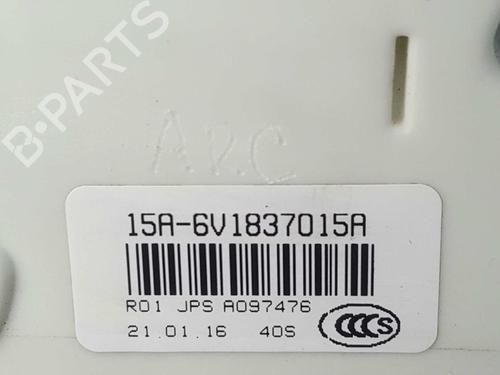 B-PARTS
ARC
15A-6V1837015A
R01 JPS A097476
21.01.16 40S
CCCS